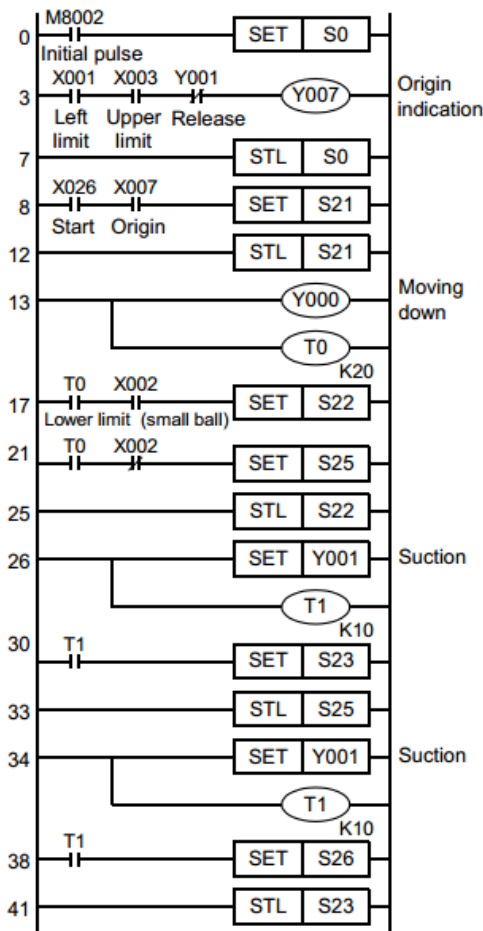 M8002
0 SET S0
Initial pulse
X001 X003 Y001
3 Y007 Origin
Left Upper Release indication
limit limit
7 STL S0
X026 X007
8 SET S21
Start Origin
12 STL S21
Moving
13 Y000 down
T0
K20
T0 X002
17 SET S22
Lower limit (small ball)
T0 X002
21 SET S25
25 STL S22
26 SET Y001 Suction
T1
K10
30 T1 SET S23
33 STL S25
34 SET Y001 Suction
T1
K10
T1
38 SET S26
41 STL S23